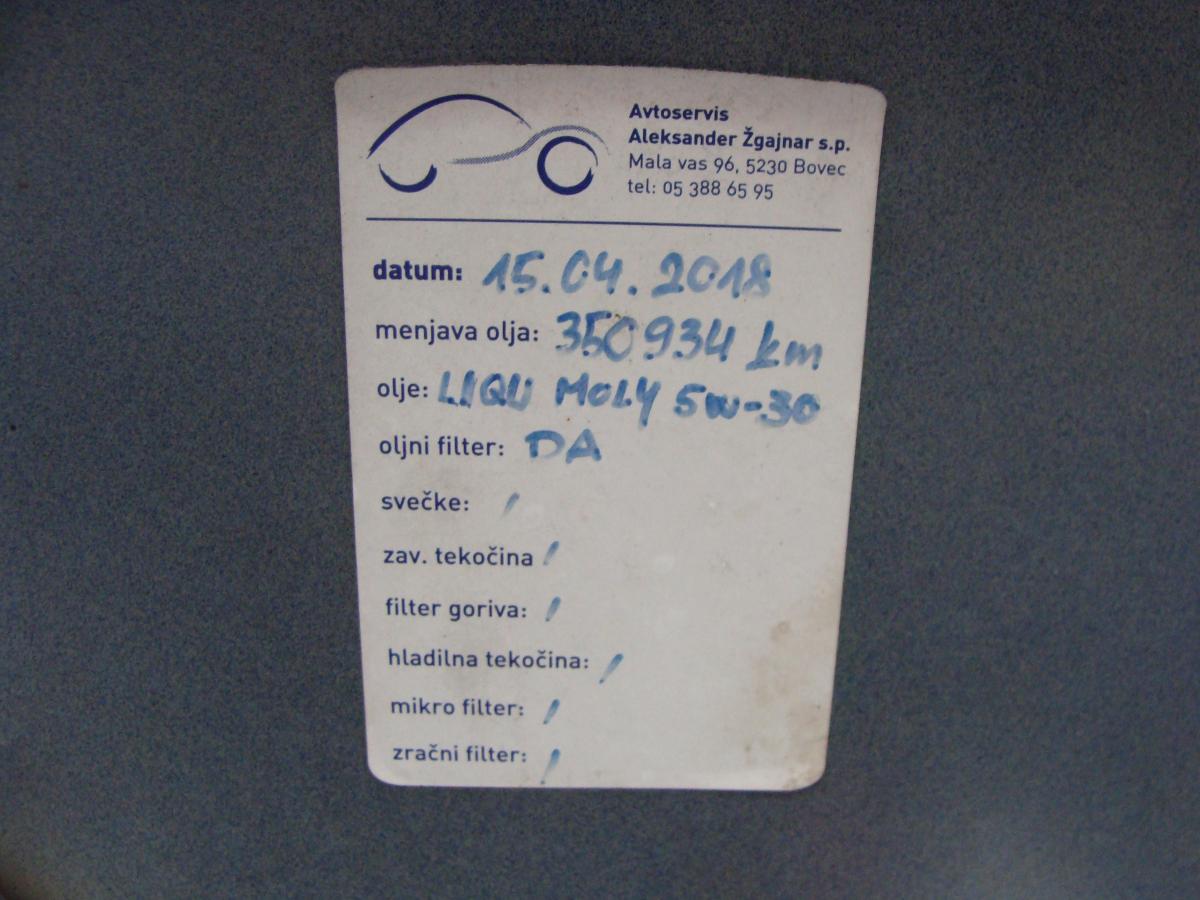 Avtoservis
Aleksander Žgajnar s.p.
Mala vas 96, 5230 Bovec
tel: 05 388 65 95
datum: 15.04.2018
menjava olja: 350934 km
olje: LIQU MOLY 5W-30
oljni filter: DA
svečke: /
zav. tekočina /
filter goriva: /
hladilna tekočina: /
mikro filter: /
zračni filter: /